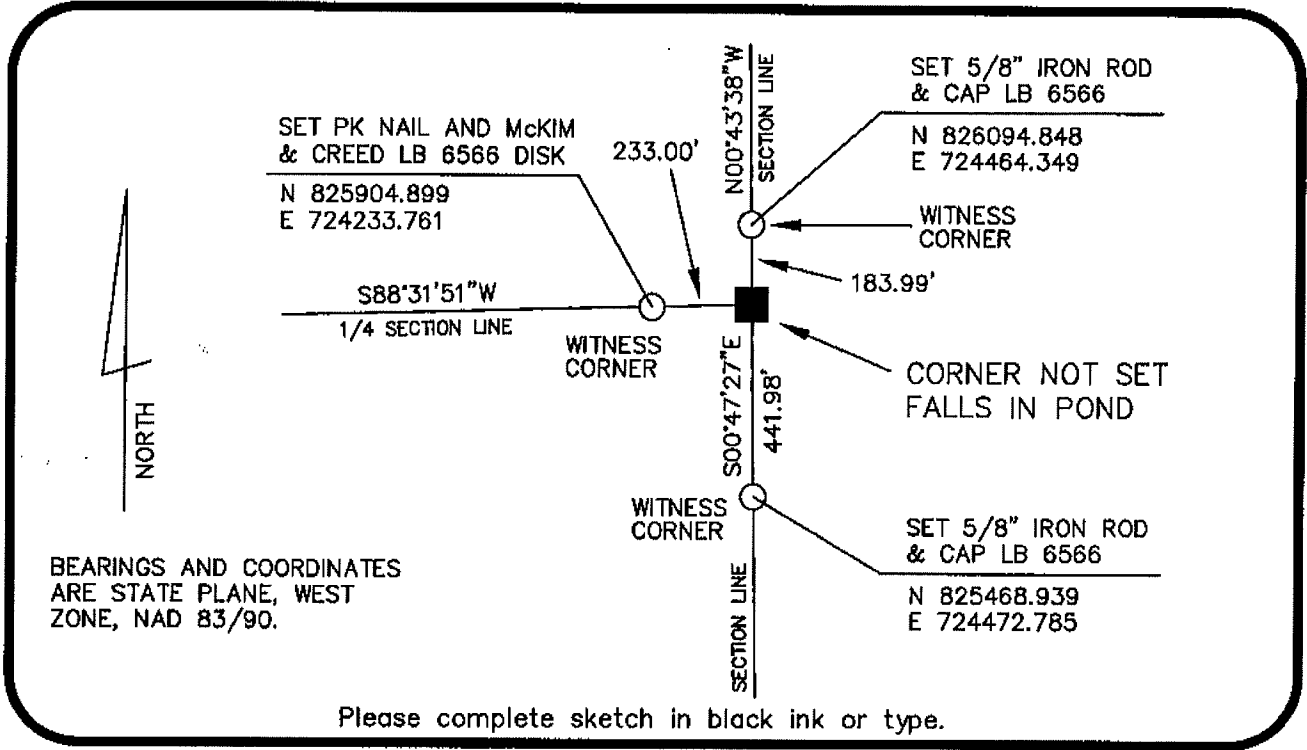 SET PK NAIL AND McKIM
& CREED LB 6566 DISK
N 825904.899
E 724233.761
233.00'
N00°43'38"W
SECTION LINE
SET 5/8" IRON ROD
& CAP LB 6566
N 826094.848
E 724464.349
WITNESS
CORNER
183.99'
S88°31'51"W
1/4 SECTION LINE
WITNESS
CORNER
CORNER NOT SET
FALLS IN POND
NORTH
S00°47'27"E
441.98'
WITNESS
CORNER
SET 5/8" IRON ROD
& CAP LB 6566
N 825468.939
E 724472.785
SECTION LINE
BEARINGS AND COORDINATES
ARE STATE PLANE, WEST
ZONE, NAD 83/90.
Please complete sketch in black ink or type.